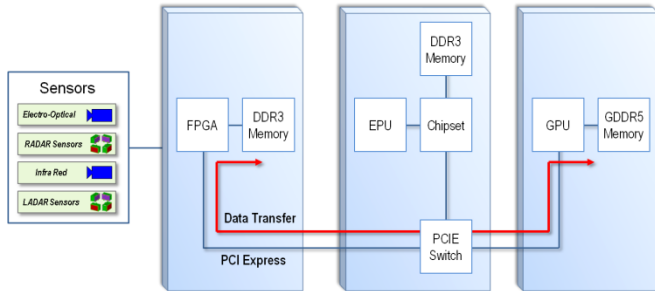 Sensors
Electro-Optical
RADAR Sensors
Infra Red
LADAR Sensors
FPGA
DDR3
Memory
Data Transfer
PCI Express
DDR3
Memory
EPU
Chipset
PCIE
Switch
GPU
GDDR5
Memory